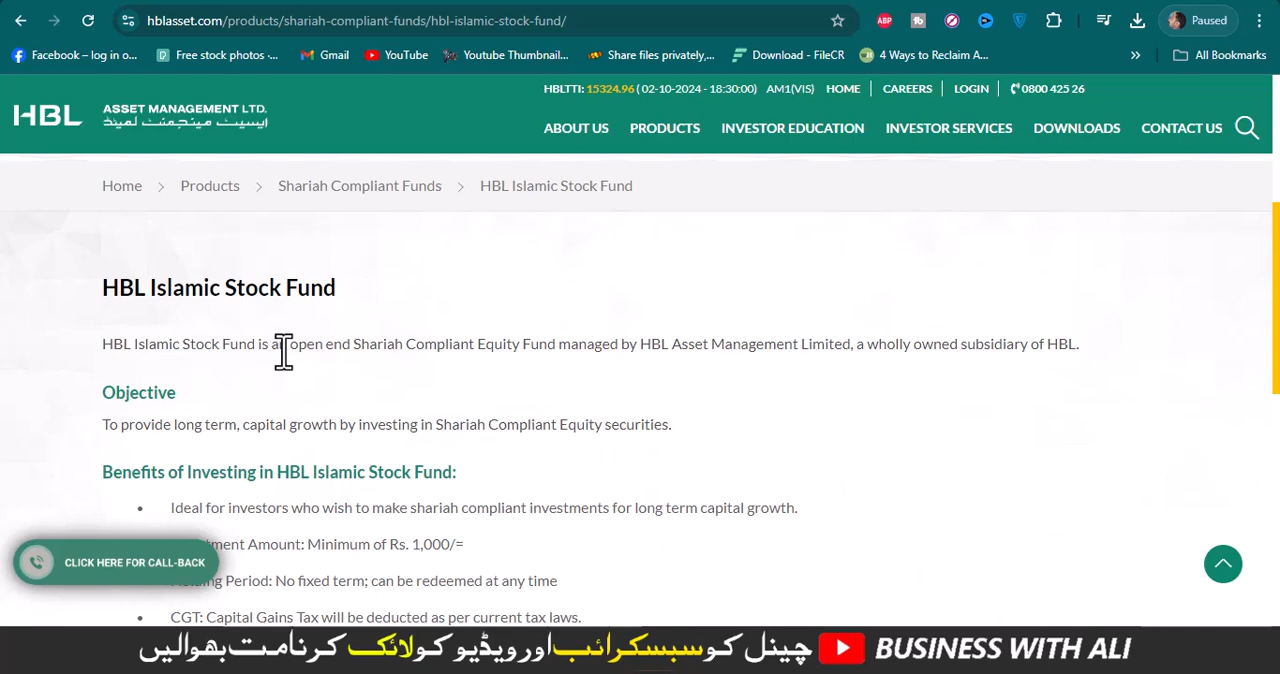 hblasset.com/products/shariah-compliant-funds/hbl-islamic-stock-fund/
ABP
Paused
Facebook – log in o...
Free stock photos ·...
Gmail
YouTube
Youtube Thumbnail...
Share files privately,...
Download - FileCR
4 Ways to Reclaim A...
»
All Bookmarks
HBLTTI: 15324.96 ( 02-10-2024 - 18:30:00) AM1(VIS) HOME | CAREERS | LOGIN | 0800 425 26
HBL
ASSET MANAGEMENT LTD.
ایسیٹ مینجمنٹ لمیٹڈ
ABOUT US PRODUCTS INVESTOR EDUCATION INVESTOR SERVICES DOWNLOADS CONTACT US
Home > Products > Shariah Compliant Funds > HBL Islamic Stock Fund
HBL Islamic Stock Fund
HBL Islamic Stock Fund is an open end Shariah Compliant Equity Fund managed by HBL Asset Management Limited, a wholly owned subsidiary of HBL.
Objective
To provide long term, capital growth by investing in Shariah Compliant Equity securities.
Benefits of Investing in HBL Islamic Stock Fund:
• Ideal for investors who wish to make shariah compliant investments for long term capital growth.
Amount: Minimum of Rs. 1,000/=
CLICK HERE FOR CALL-BACK
Period: No fixed term; can be redeemed at any time
• CGT: Capital Gains Tax will be deducted as per current tax laws.
چینل کو سبسکرائب اور ویڈیو کو لائک کرنا مت بھوالیں
BUSINESS WITH ALI